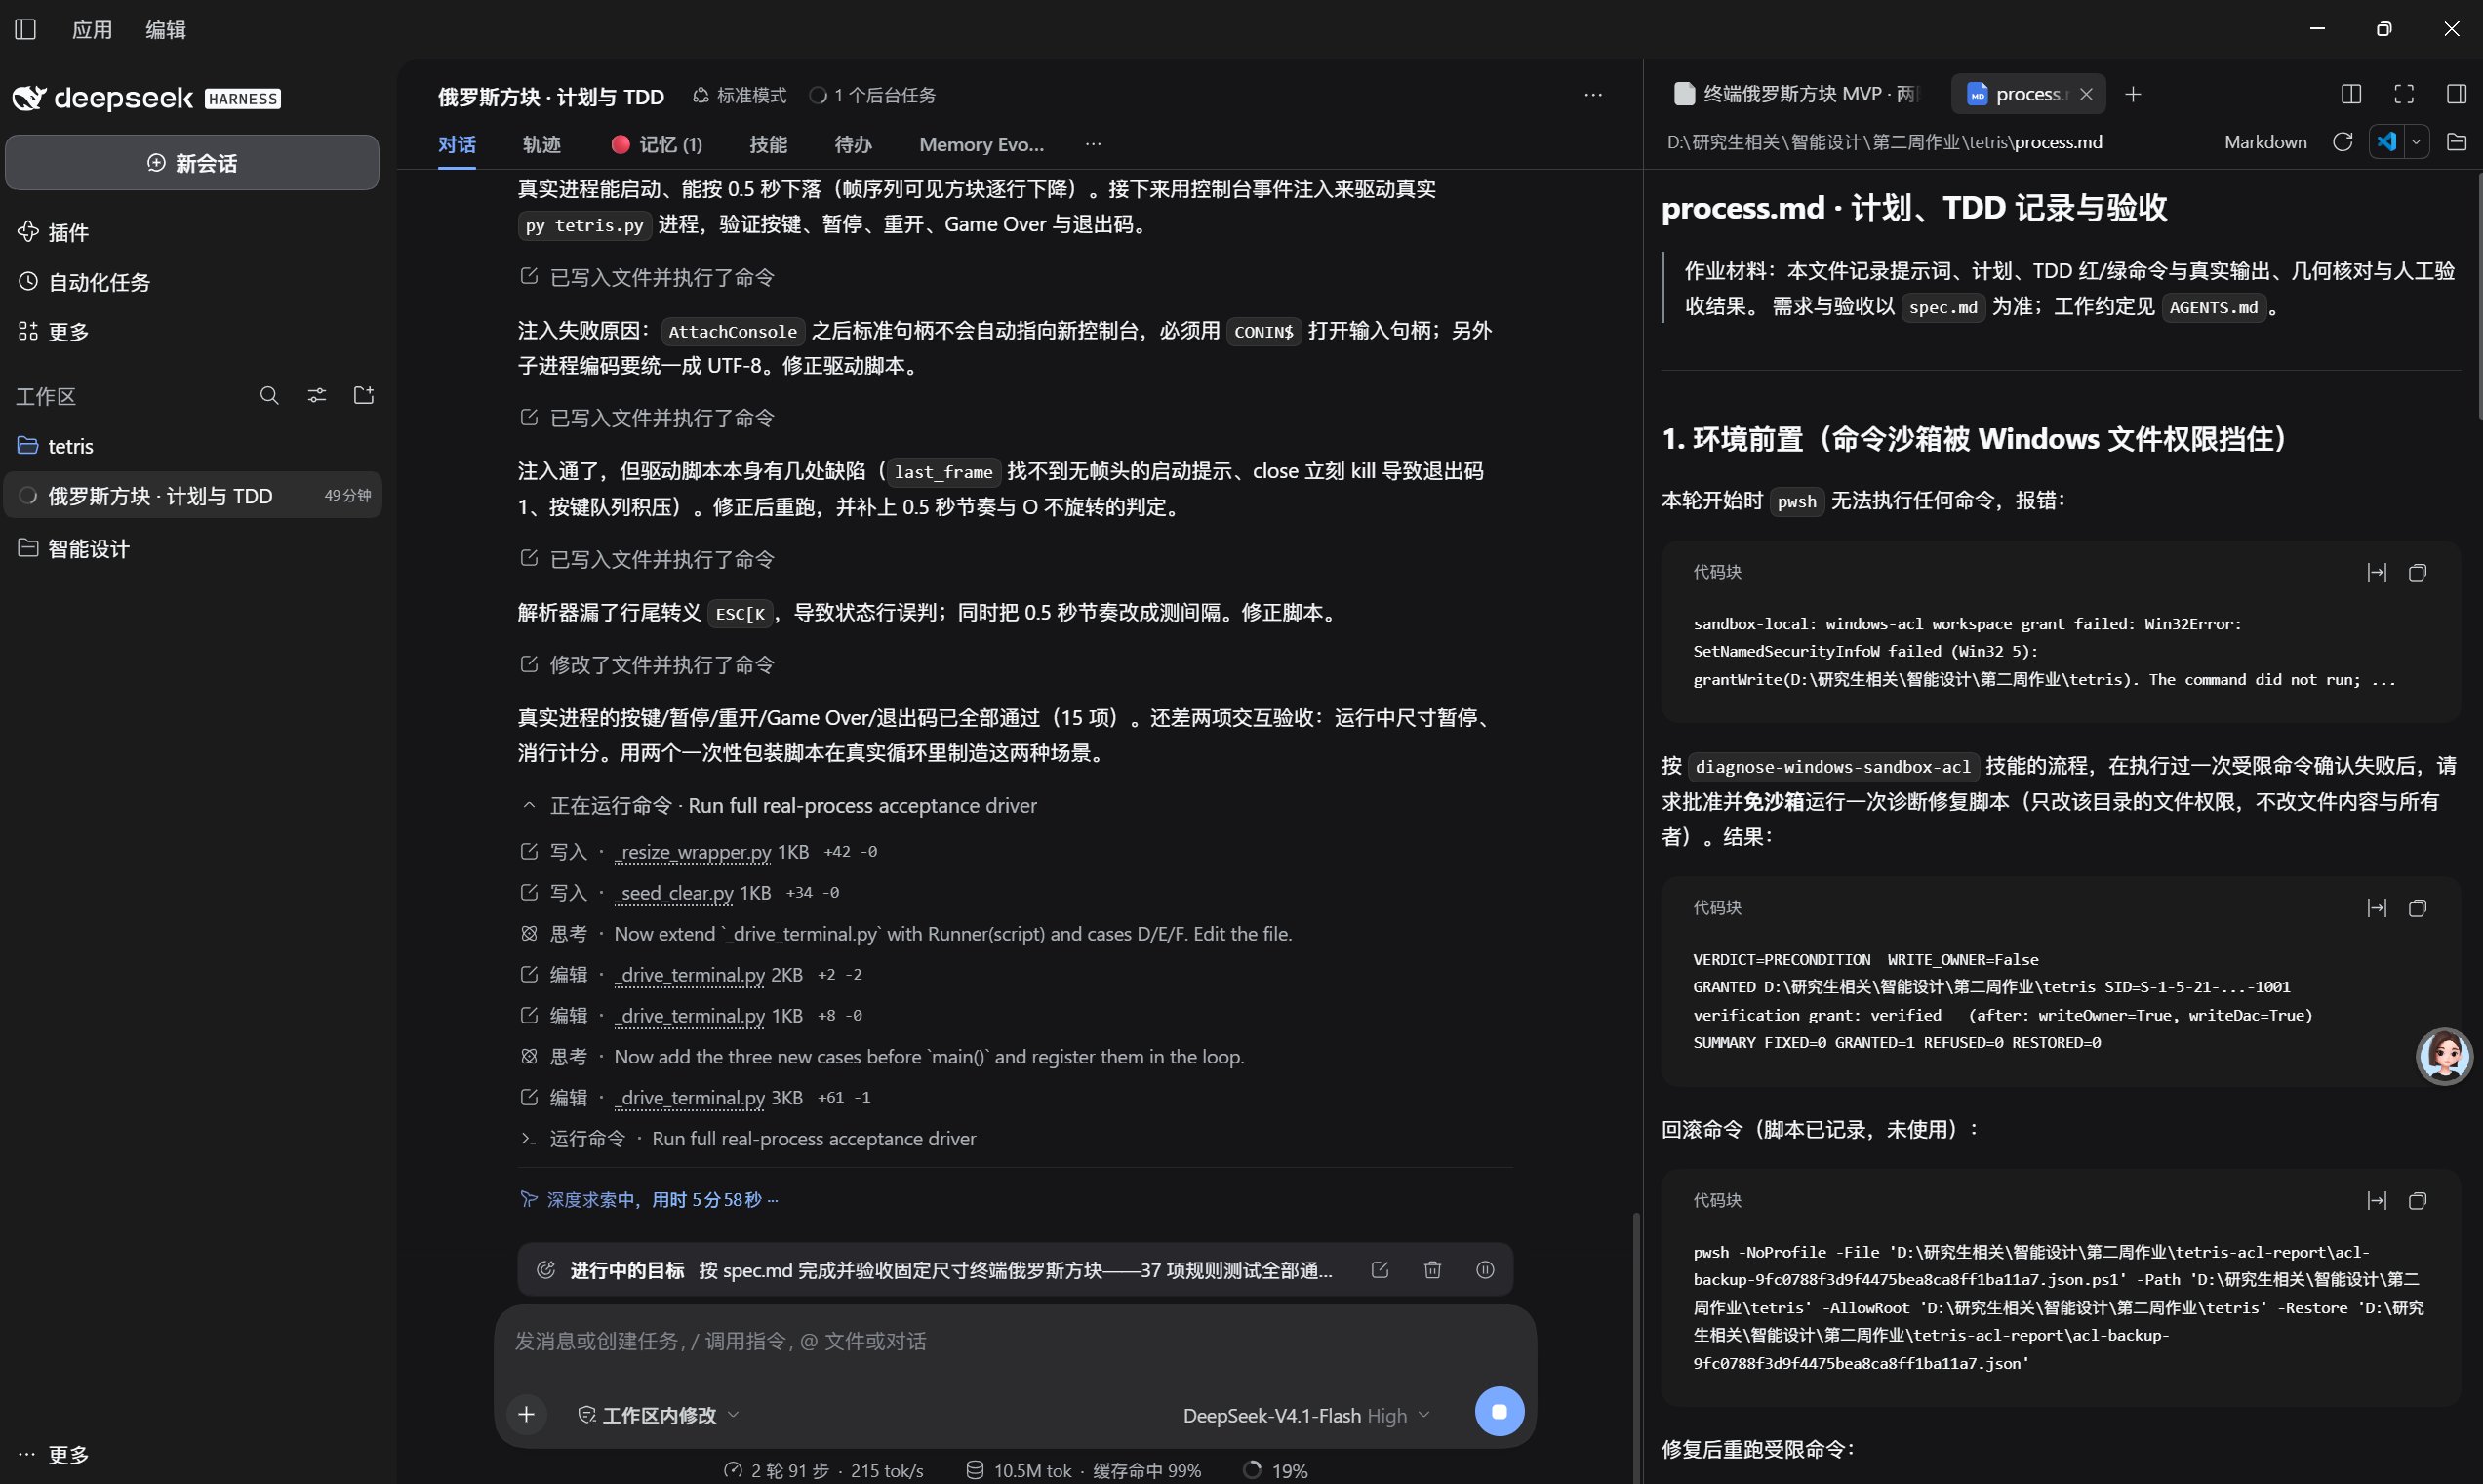 应用 编辑
deepseek HARNESS
新会话
插件
自动化任务
更多
工作区
tetris
俄罗斯方块 · 计划与 TDD 49分钟
智能设计
更多
俄罗斯方块 · 计划与 TDD 标准模式 1 个后台任务
对话 轨迹 记忆 (1) 技能 待办 Memory Evo...
真实进程能启动、能按 0.5 秒下落（帧序列可见方块逐行下降）。接下来用控制台事件注入来驱动真实
py tetris.py 进程，验证按键、暂停、重开、Game Over 与退出码。
已写入文件并执行了命令
注入失败原因：AttachConsole 之后标准句柄不会自动指向新控制台，必须用 CONIN$ 打开输入句柄；另外
子进程编码要统一成 UTF-8。修正驱动脚本。
已写入文件并执行了命令
注入通了，但驱动脚本本身有几处缺陷（last_frame 找不到无帧头的启动提示、close 立刻 kill 导致退出码
1、按键队列积压）。修正后重跑，并补上 0.5 秒节奏与 O 不旋转的判定。
已写入文件并执行了命令
解析器漏了行尾转义 ESC[K，导致状态行误判；同时把 0.5 秒节奏改成测间隔。修正脚本。
修改了文件并执行了命令
真实进程的按键/暂停/重开/Game Over/退出码已全部通过（15 项）。还差两项交互验收：运行中尺寸暂停、
消行计分。用两个一次性包装脚本在真实循环里制造这两种场景。
正在运行命令 · Run full real-process acceptance driver
写入 · _resize_wrapper.py 1KB +42 -0
写入 · _seed_clear.py 1KB +34 -0
思考 · Now extend `_drive_terminal.py` with Runner(script) and cases D/E/F. Edit the file.
编辑 · _drive_terminal.py 2KB +2 -2
编辑 · _drive_terminal.py 1KB +8 -0
思考 · Now add the three new cases before `main()` and register them in the loop.
编辑 · _drive_terminal.py 3KB +61 -1
运行命令 · Run full real-process acceptance driver
深度求索中，用时 5分58秒 ···
进行中的目标 按 spec.md 完成并验收固定尺寸终端俄罗斯方块——37 项规则测试全部通...
发消息或创建任务, / 调用指令, @ 文件或对话
工作区内修改 DeepSeek-V4.1-Flash High
2 轮 91 步 · 215 tok/s 10.5M tok · 缓存命中 99% 19%
终端俄罗斯方块 MVP · 两 process.
D:\研究生相关\智能设计\第二周作业\tetris\process.md Markdown
process.md · 计划、TDD 记录与验收
作业材料：本文件记录提示词、计划、TDD 红/绿命令与真实输出、几何核对与人工验
收结果。 需求与验收以 spec.md 为准；工作约定见 AGENTS.md 。
1. 环境前置（命令沙箱被 Windows 文件权限挡住）
本轮开始时 pwsh 无法执行任何命令，报错：
代码块
sandbox-local: windows-acl workspace grant failed: Win32Error:
SetNamedSecurityInfoW failed (Win32 5):
grantWrite(D:\研究生相关\智能设计\第二周作业\tetris). The command did not run; ...
按 diagnose-windows-sandbox-acl 技能的流程，在执行过一次受限命令确认失败后，请
求批准并免沙箱运行一次诊断修复脚本（只改该目录的文件权限，不改文件内容与所有
者）。结果：
代码块
VERDICT=PRECONDITION WRITE_OWNER=False
GRANTED D:\研究生相关\智能设计\第二周作业\tetris SID=S-1-5-21-...-1001
verification grant: verified (after: writeOwner=True, writeDac=True)
SUMMARY FIXED=0 GRANTED=1 REFUSED=0 RESTORED=0
回滚命令（脚本已记录，未使用）：
代码块
pwsh -NoProfile -File 'D:\研究生相关\智能设计\第二周作业\tetris-acl-report\acl-
backup-9fc0788f3d9f4475bea8ca8ff1ba11a7.json.ps1' -Path 'D:\研究生相关\智能设计\第二
周作业\tetris' -AllowRoot 'D:\研究生相关\智能设计\第二周作业\tetris' -Restore 'D:\研究
生相关\智能设计\第二周作业\tetris-acl-report\acl-backup-
9fc0788f3d9f4475bea8ca8ff1ba11a7.json'
修复后重跑受限命令：